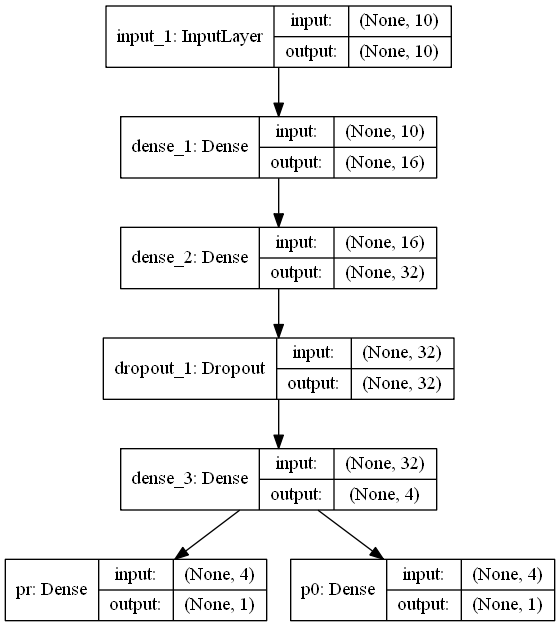 input_1: InputLayer
input: (None, 10)
output: (None, 10)
dense_1: Dense
input: (None, 10)
output: (None, 16)
dense_2: Dense
input: (None, 16)
output: (None, 32)
dropout_1: Dropout
input: (None, 32)
output: (None, 32)
dense_3: Dense
input: (None, 32)
output: (None, 4)
pr: Dense
input: (None, 4)
output: (None, 1)
p0: Dense
input: (None, 4)
output: (None, 1)